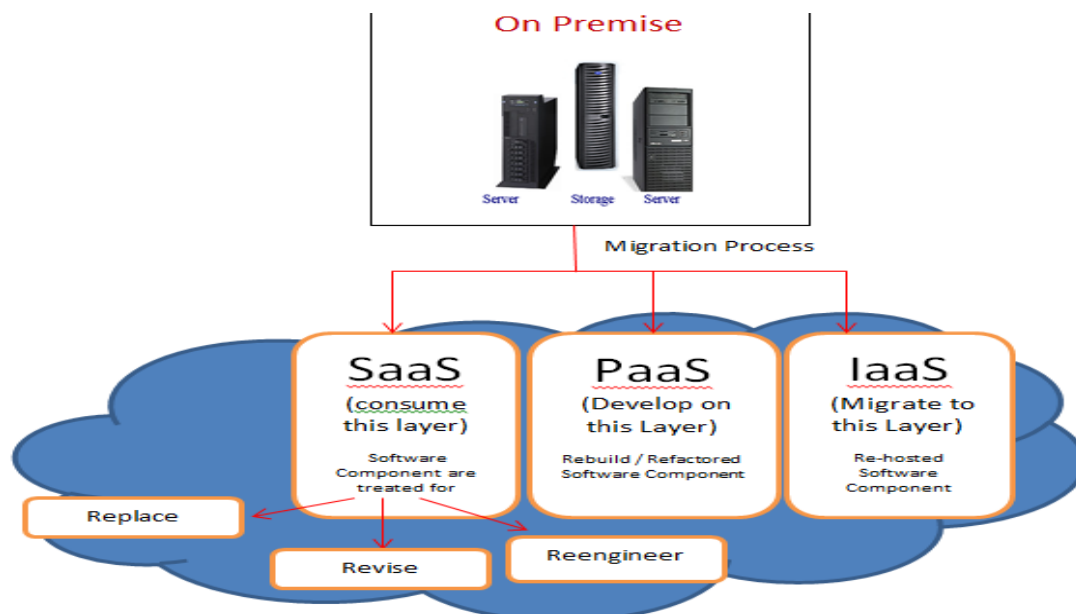 On Premise
Server Storage Server
Migration Process
SaaS
(consume
this layer)
Software
Component are
treated for
PaaS
(Develop on
this Layer)
Rebuild / Refactored
Software Component
IaaS
(Migrate to
this Layer)
Re-hosted
Software
Component
Replace
Revise
Reengineer